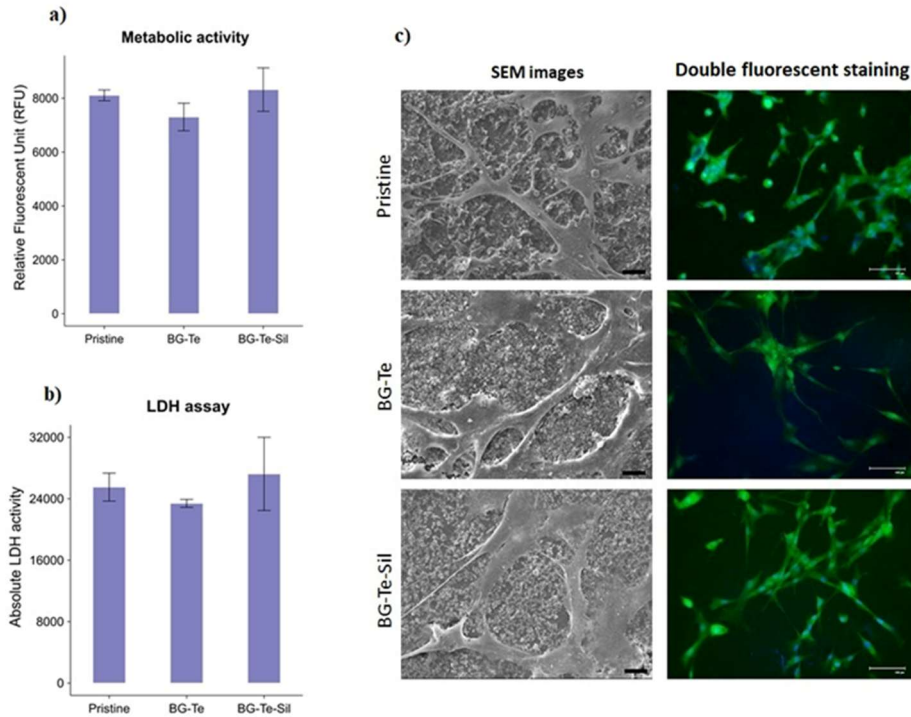 a)
Metabolic activity
Relative Fluorescent Unit (RFU)
8000
6000
4000
2000
0
Pristine
BG-Te
BG-Te-Sil
b)
LDH assay
Absolute LDH activity
32000
24000
16000
8000
0
Pristine
BG-Te
BG-Te-Sil
c)
SEM images
Double fluorescent staining
Pristine
BG-Te
BG-Te-Sil